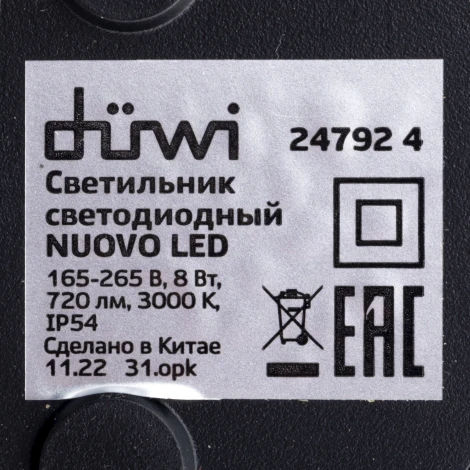 düwi 24792 4
Светильник
светодиодный
NUOVO LED
165-265 В, 8 Вт,
720 лм, 3000 К,
IP54
Сделано в Китае
11.22 31.opk
EAC